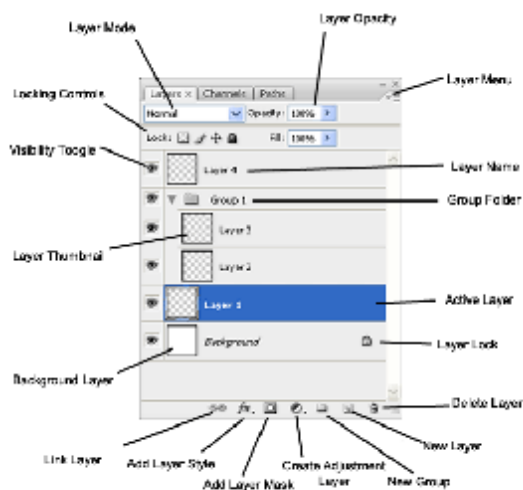 Layer Mode
Layer Opacity
Layer Menu
Layers × Channels Paths
Locking Controls
Normal Opacity: 100%
Lock: Fill: 100%
Visibility Toogle
Layer 4
Layer Name
Group 1
Group Folder
Layer 3
Layer Thumbnail
Layer 2
Layer 1
Active Layer
Background
Layer Lock
Background Layer
Delete Layer
fx
Link Layer
Add Layer Style
Add Layer Mask
Create Adjustment
Layer
New Group
New Layer